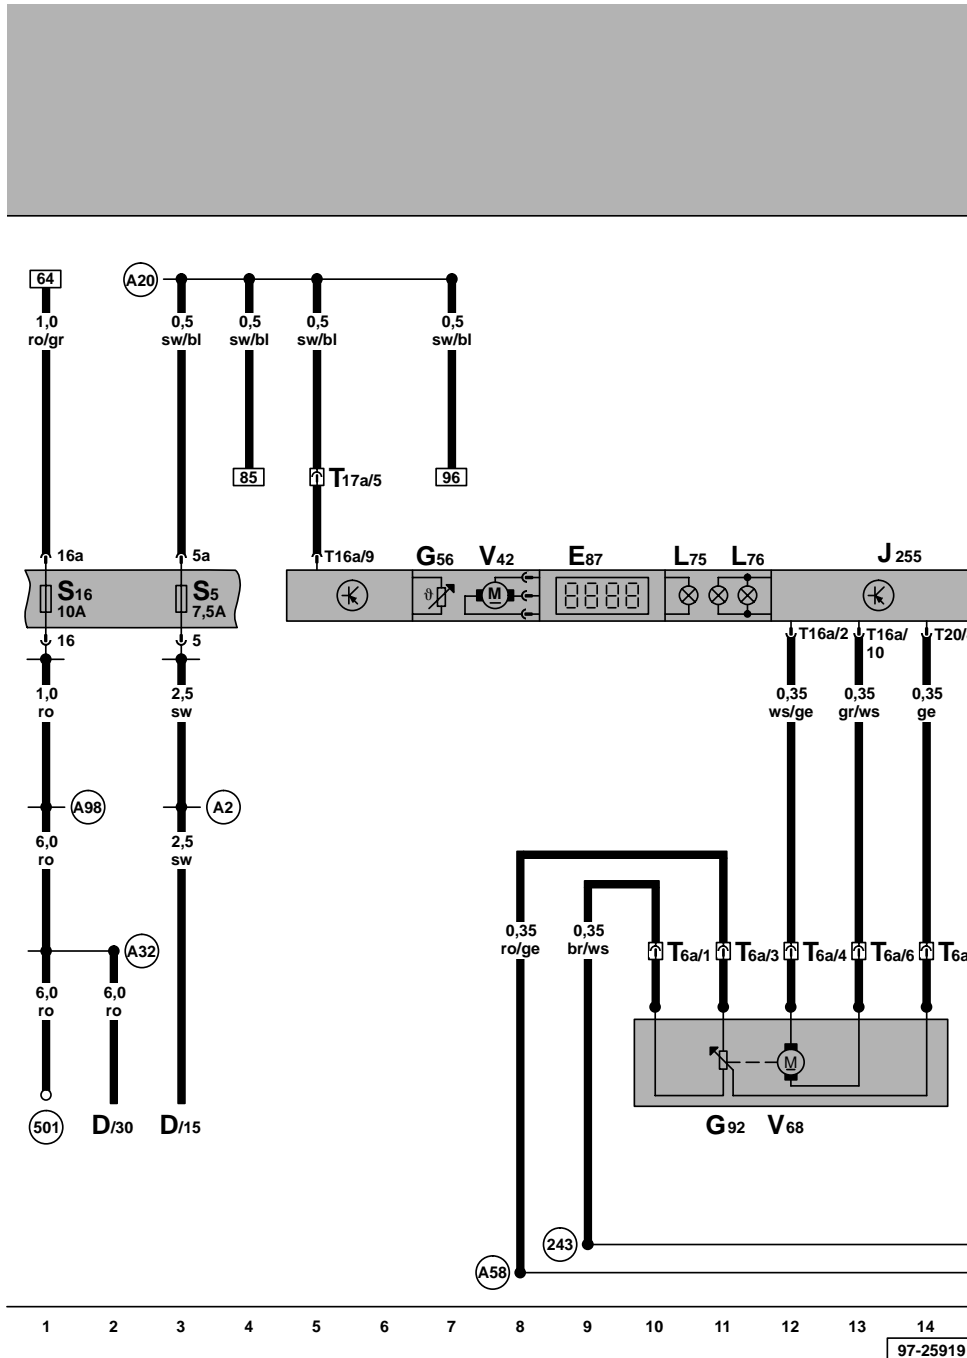 64 A20
1,0 0,5 0,5 0,5 0,5
ro/gr sw/bl sw/bl sw/bl sw/bl
85 T17a/5 96
16a 5a T16a/9 G56 V42 E87 L75 L76 J255
S16 S5
10A 7,5A
ϑ M
16 5 T16a/2 T16a/ T20/
10
1,0 2,5 0,35 0,35 0,35
ro sw ws/ge gr/ws ge
A98 A2
6,0 2,5
ro sw
0,35 0,35
ro/ge br/ws
A32 T6a/1 T6a/3 T6a/4 T6a/6 T6a
6,0 6,0
ro ro
M
501 D/30 D/15 G92 V68
243
A58
1 2 3 4 5 6 7 8 9 10 11 12 13 14
97-25919